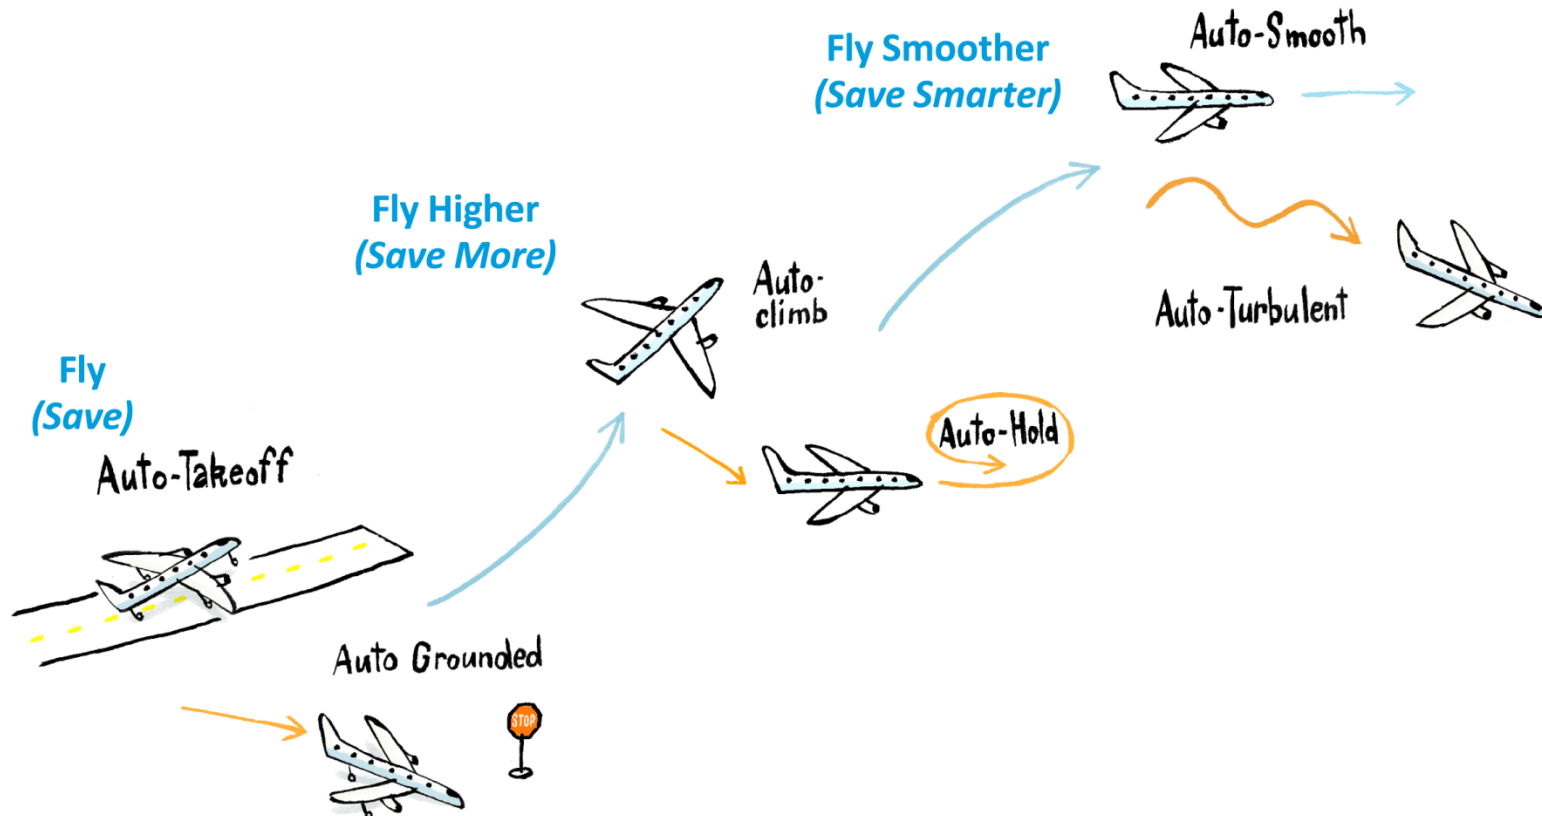 Fly
(Save)
Auto-Takeoff
Auto Grounded
STOP
Fly Higher
(Save More)
Auto-
climb
Auto-Hold
Fly Smoother
(Save Smarter)
Auto-Smooth
Auto-Turbulent